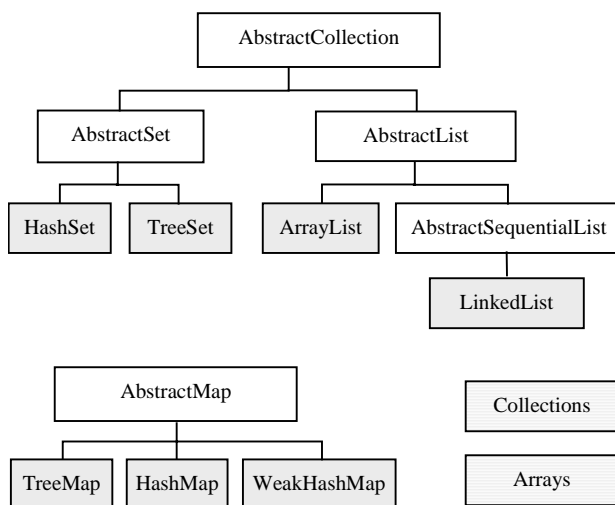 AbstractCollection
AbstractSet
AbstractList
HashSet
TreeSet
ArrayList
AbstractSequentialList
LinkedList
AbstractMap
Collections
TreeMap
HashMap
WeakHashMap
Arrays